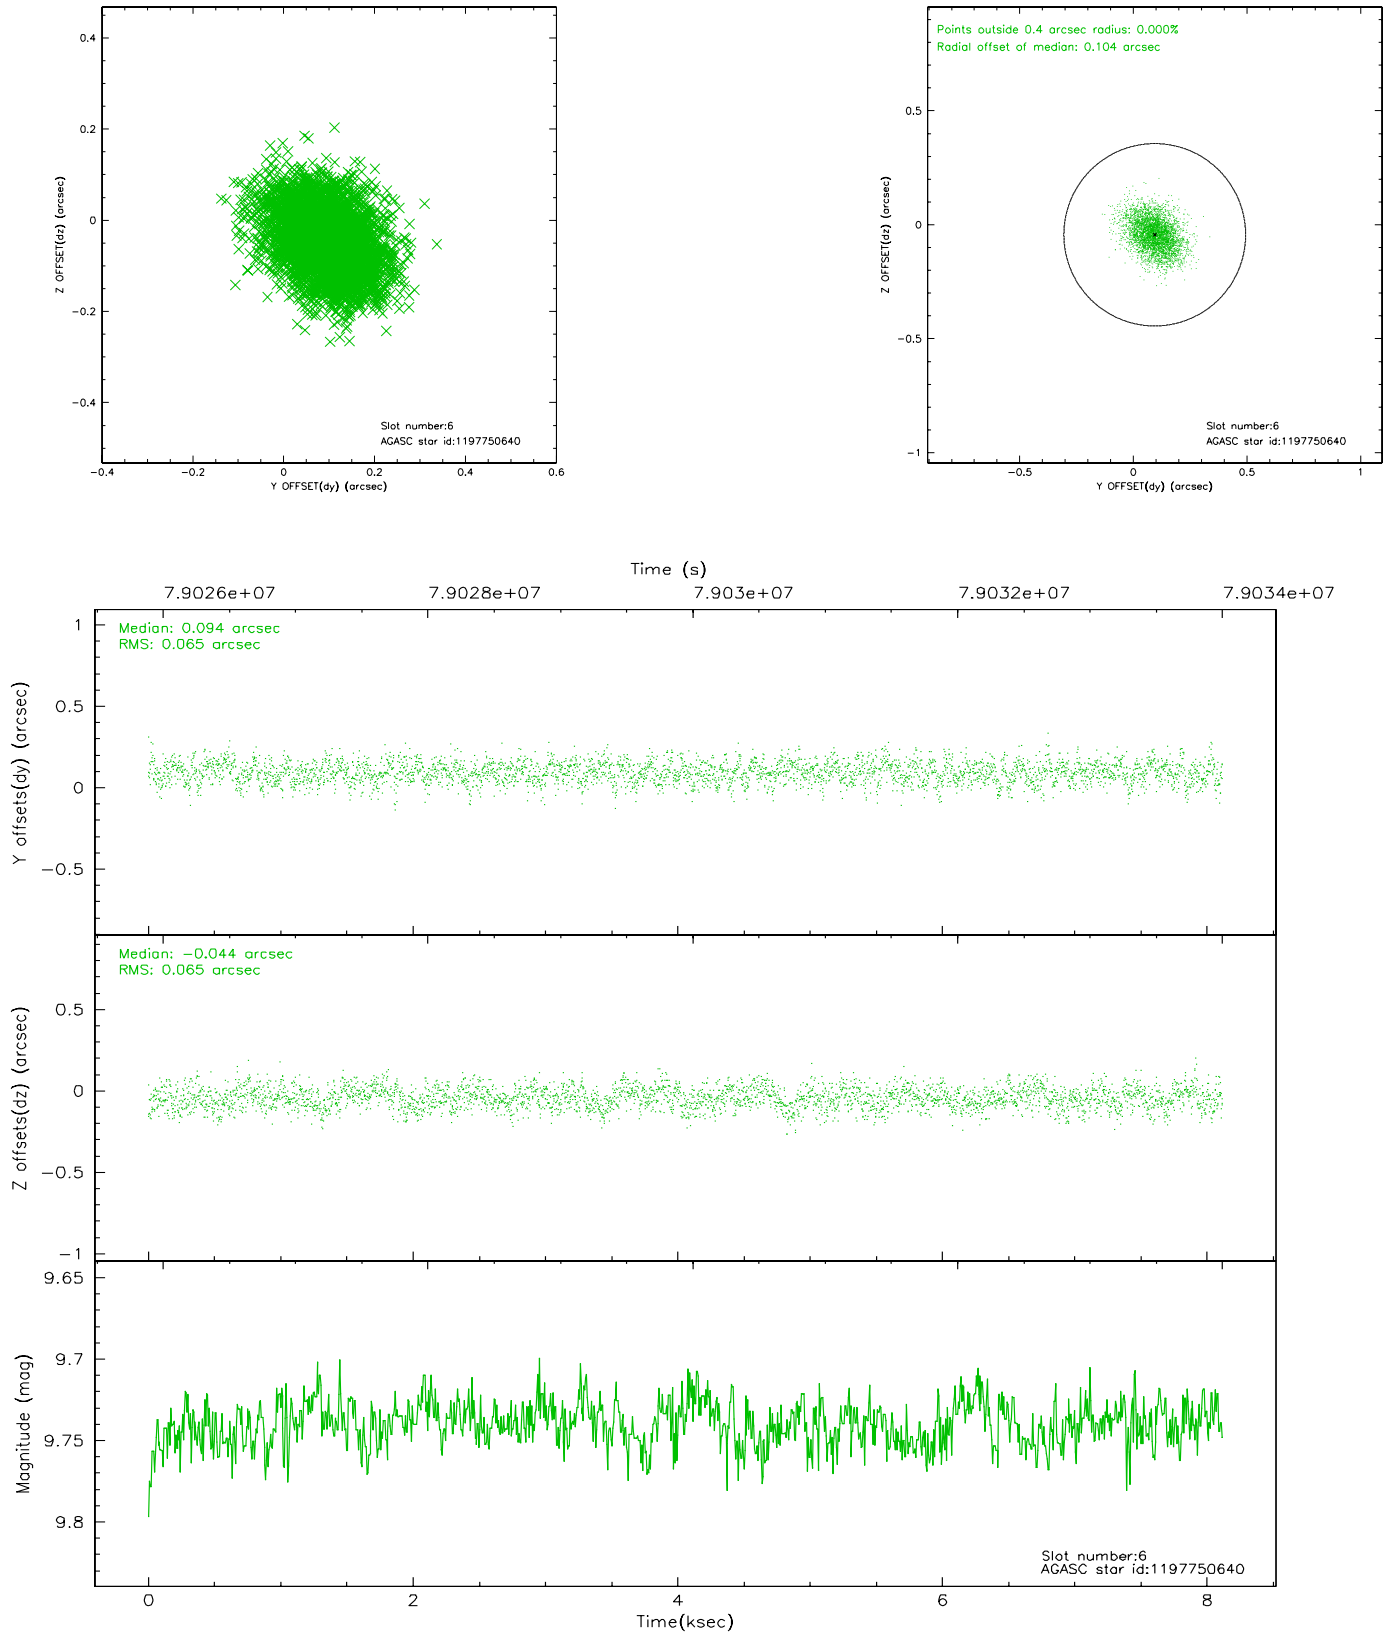 0.4
0.2
0
−0.2
−0.4
Z OFFSET(dz) (arcsec)
Slot number:6
AGASC star id:1197750640
−0.4
−0.2
0
0.2
0.4
0.6
Y OFFSET(dy) (arcsec)
Points outside 0.4 arcsec radius: 0.000%
Radial offset of median: 0.104 arcsec
0.5
0
−0.5
−1
Z OFFSET(dz) (arcsec)
Slot number:6
AGASC star id:1197750640
−0.5
0
0.5
1
Y OFFSET(dy) (arcsec)
Time (s)
7.9026e+07
7.9028e+07
7.903e+07
7.9032e+07
7.9034e+07
Median: 0.094 arcsec
RMS: 0.065 arcsec
1
0.5
0
−0.5
Y offsets(dy) (arcsec)
Median: −0.044 arcsec
RMS: 0.065 arcsec
0.5
0
−0.5
−1
Z offsets(dz) (arcsec)
9.65
9.7
9.75
9.8
Magnitude (mag)
Slot number:6
AGASC star id:1197750640
0
2
4
6
8
Time(ksec)